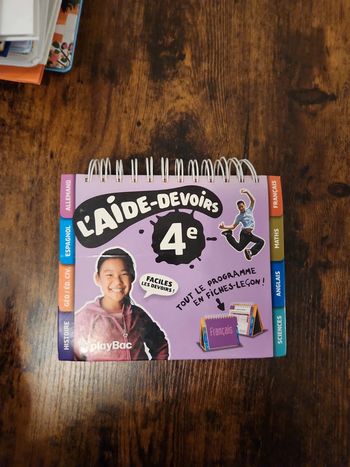 L'AIDE-DEVOIRS
4e
FACILES
LES DEVOIRS !
TOUT LE PROGRAMME
EN FICHES-LEÇON !
Français
playBac
ALLEMAND
ESPAGNOL
GÉO / ÉD. CIV.
HISTOIRE
FRANÇAIS
MATHS
ANGLAIS
SCIENCES